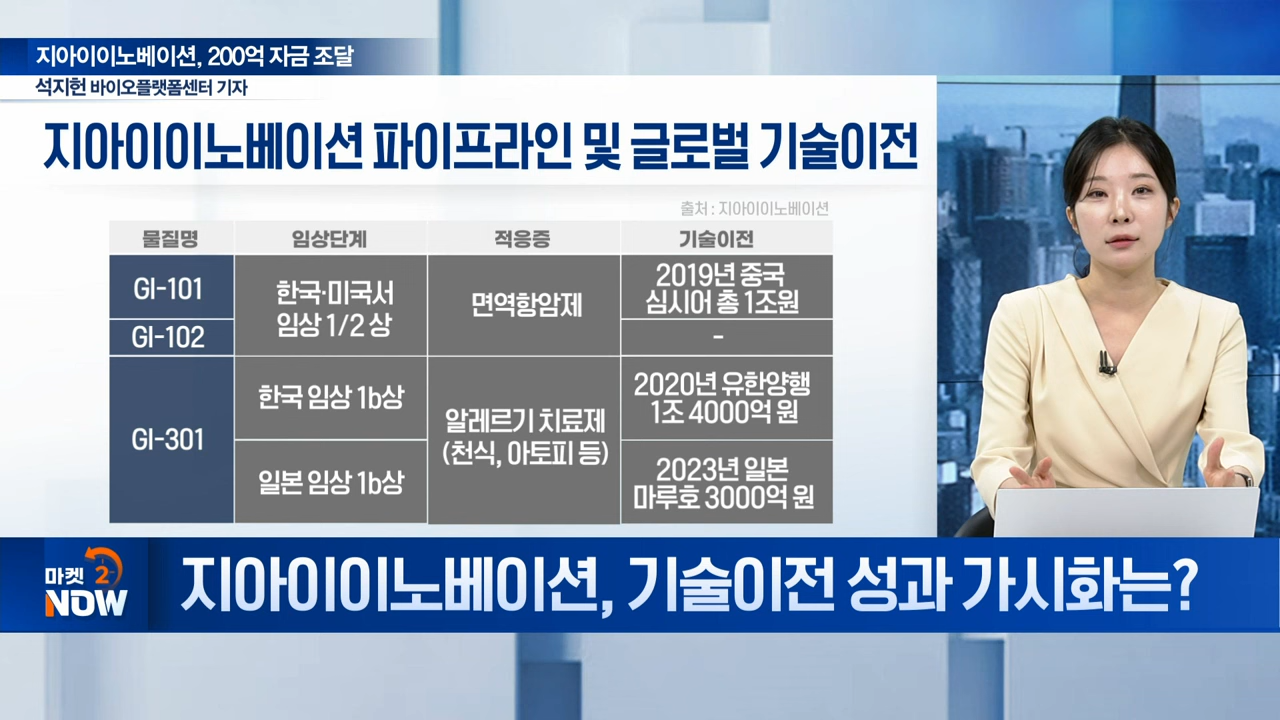 지아이이노베이션, 200억 자금 조달
석지헌 바이오플랫폼센터 기자
지아이이노베이션 파이프라인 및 글로벌 기술이전
출처 : 지아이이노베이션
물질명 임상단계 적응증 기술이전
GI-101
한국·미국서
임상 1/2 상
면역항암제
2019년 중국
심시어 총 1조원
GI-102
-
GI-301
한국 임상 1b상
알레르기 치료제
(천식, 아토피 등)
2020년 유한양행
1조 4000억 원
일본 임상 1b상
2023년 일본
마루호 3000억 원
마켓 2
NOW
지아이이노베이션, 기술이전 성과 가시화는?